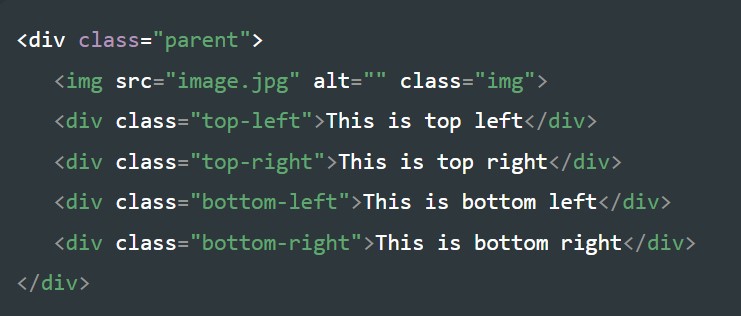 <div class="parent">
<img src="image.jpg" alt="" class="img">
<div class="top-left">This is top left</div>
<div class="top-right">This is top right</div>
<div class="bottom-left">This is bottom left</div>
<div class="bottom-right">This is bottom right</div>
</div>